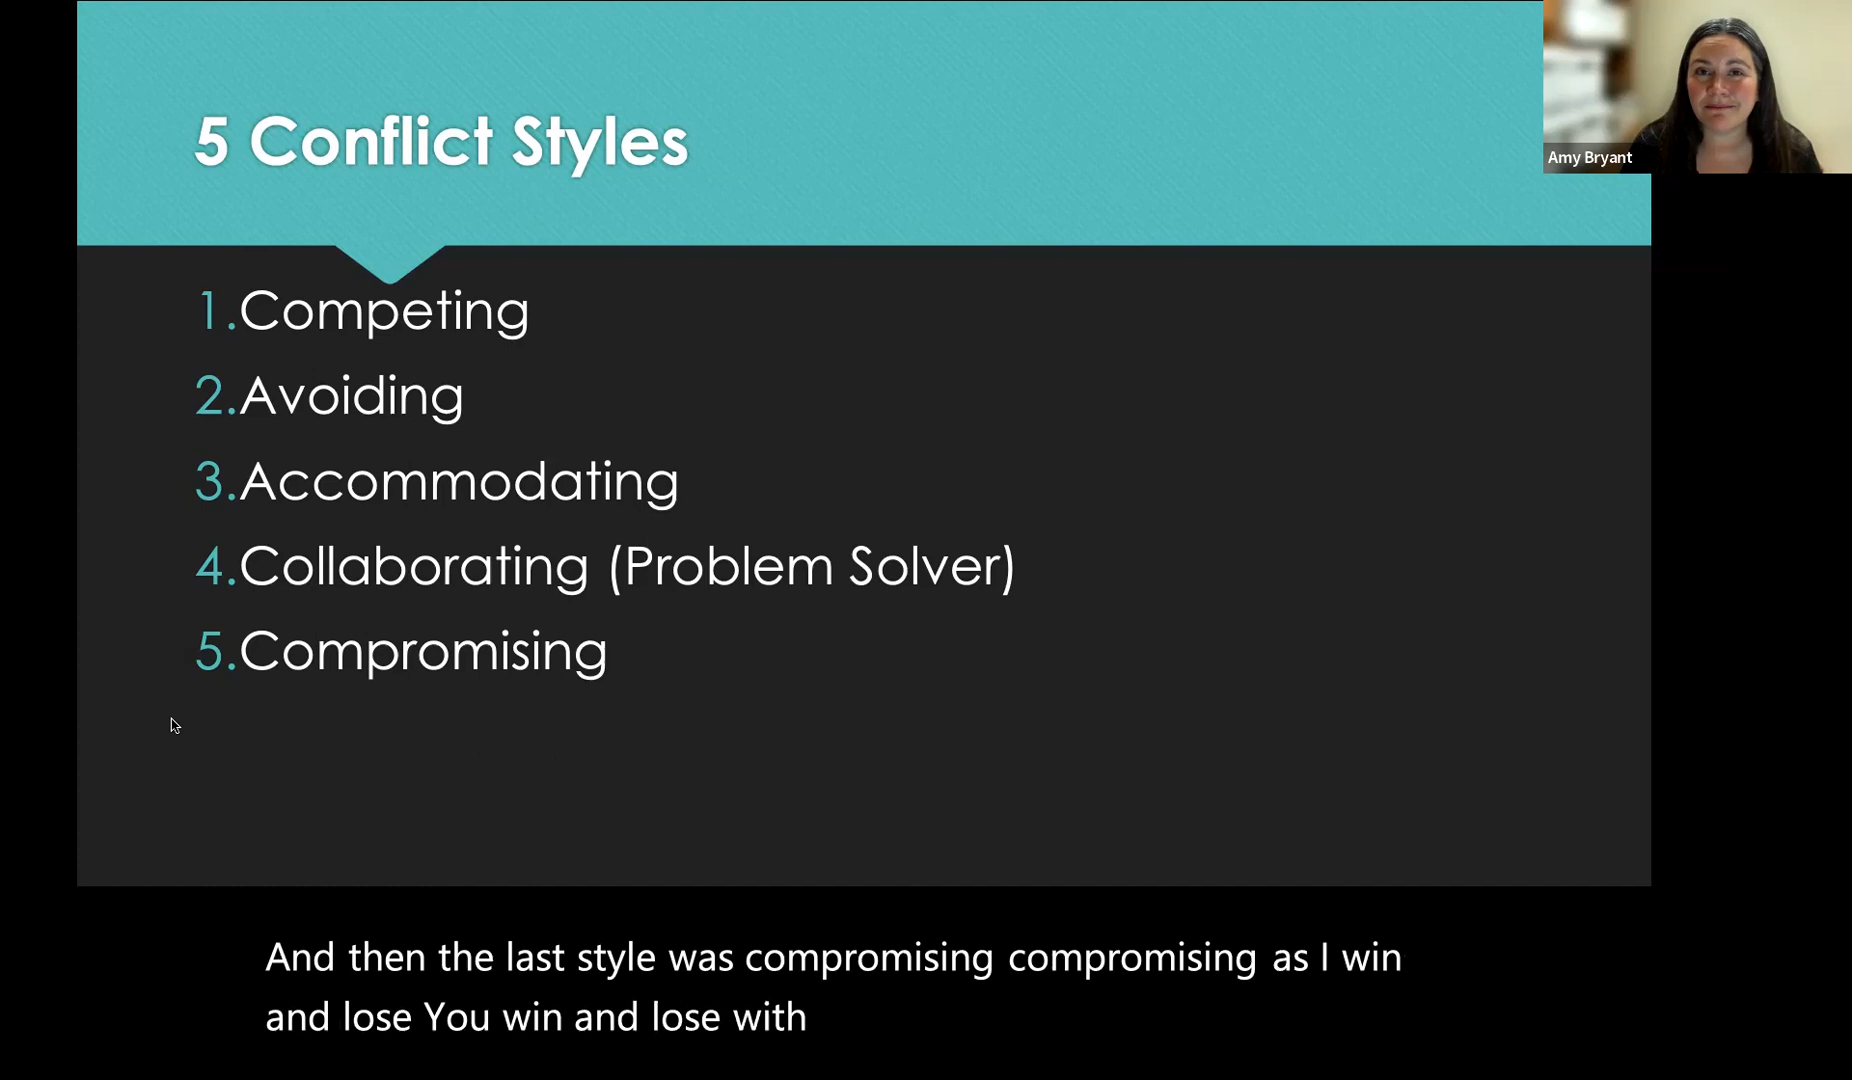 5 Conflict Styles
Amy Bryant
1.Competing
2.Avoiding
3.Accommodating
4.Collaborating (Problem Solver)
5.Compromising
And then the last style was compromising compromising as I win
and lose You win and lose with